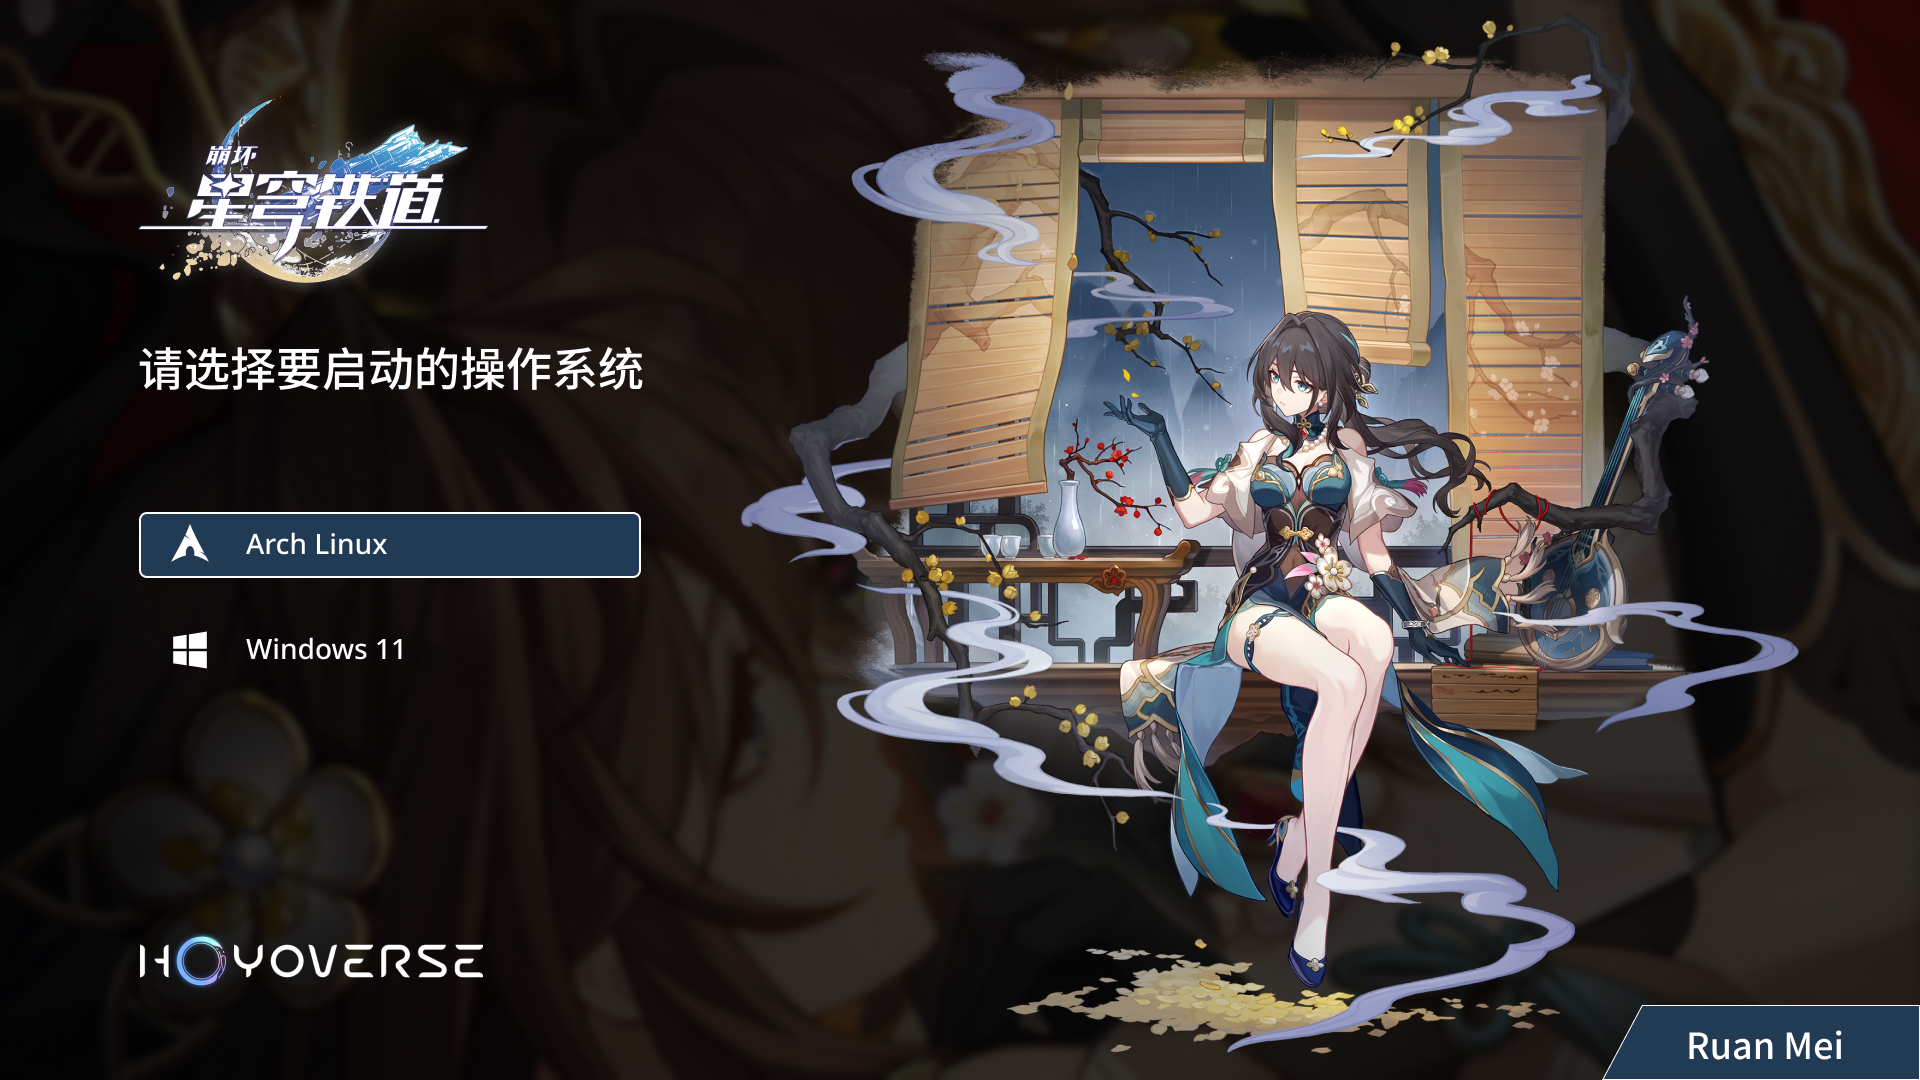 崩坏
星穹铁道
请选择要启动的操作系统
Arch Linux
Windows 11
HOYOVERSE
Ruan Mei